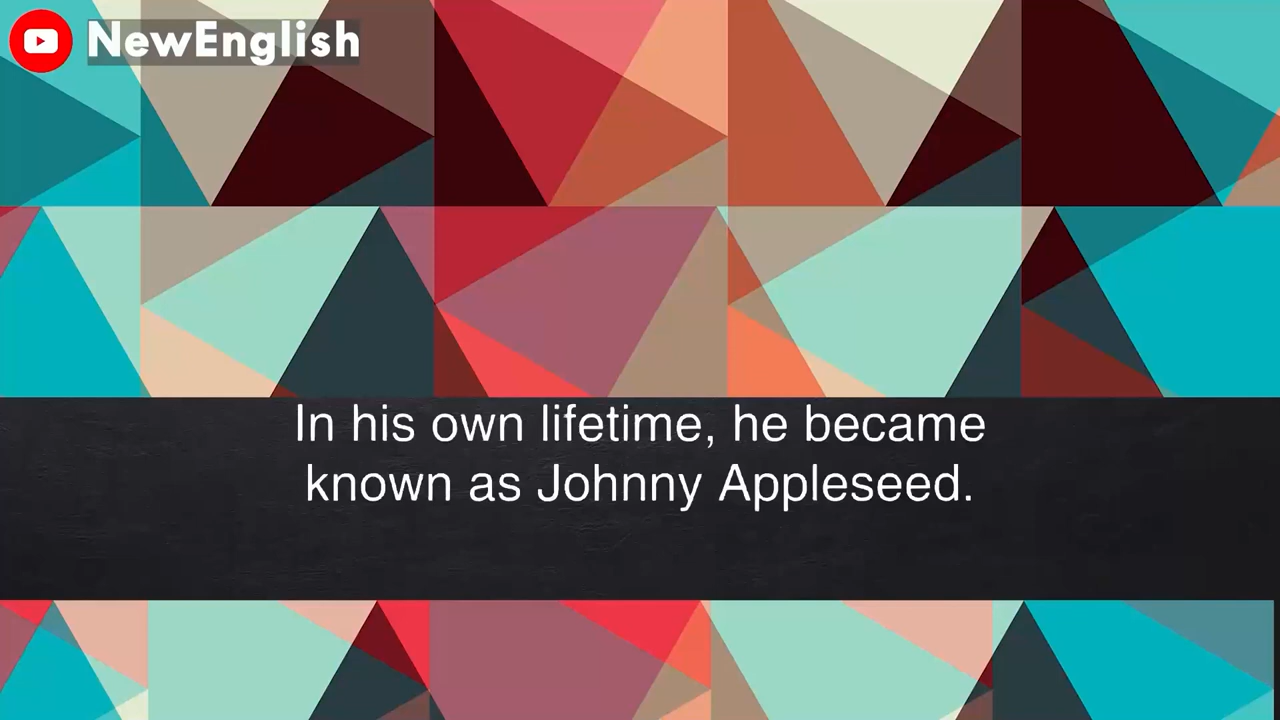 NewEnglish
In his own lifetime, he became
known as Johnny Appleseed.